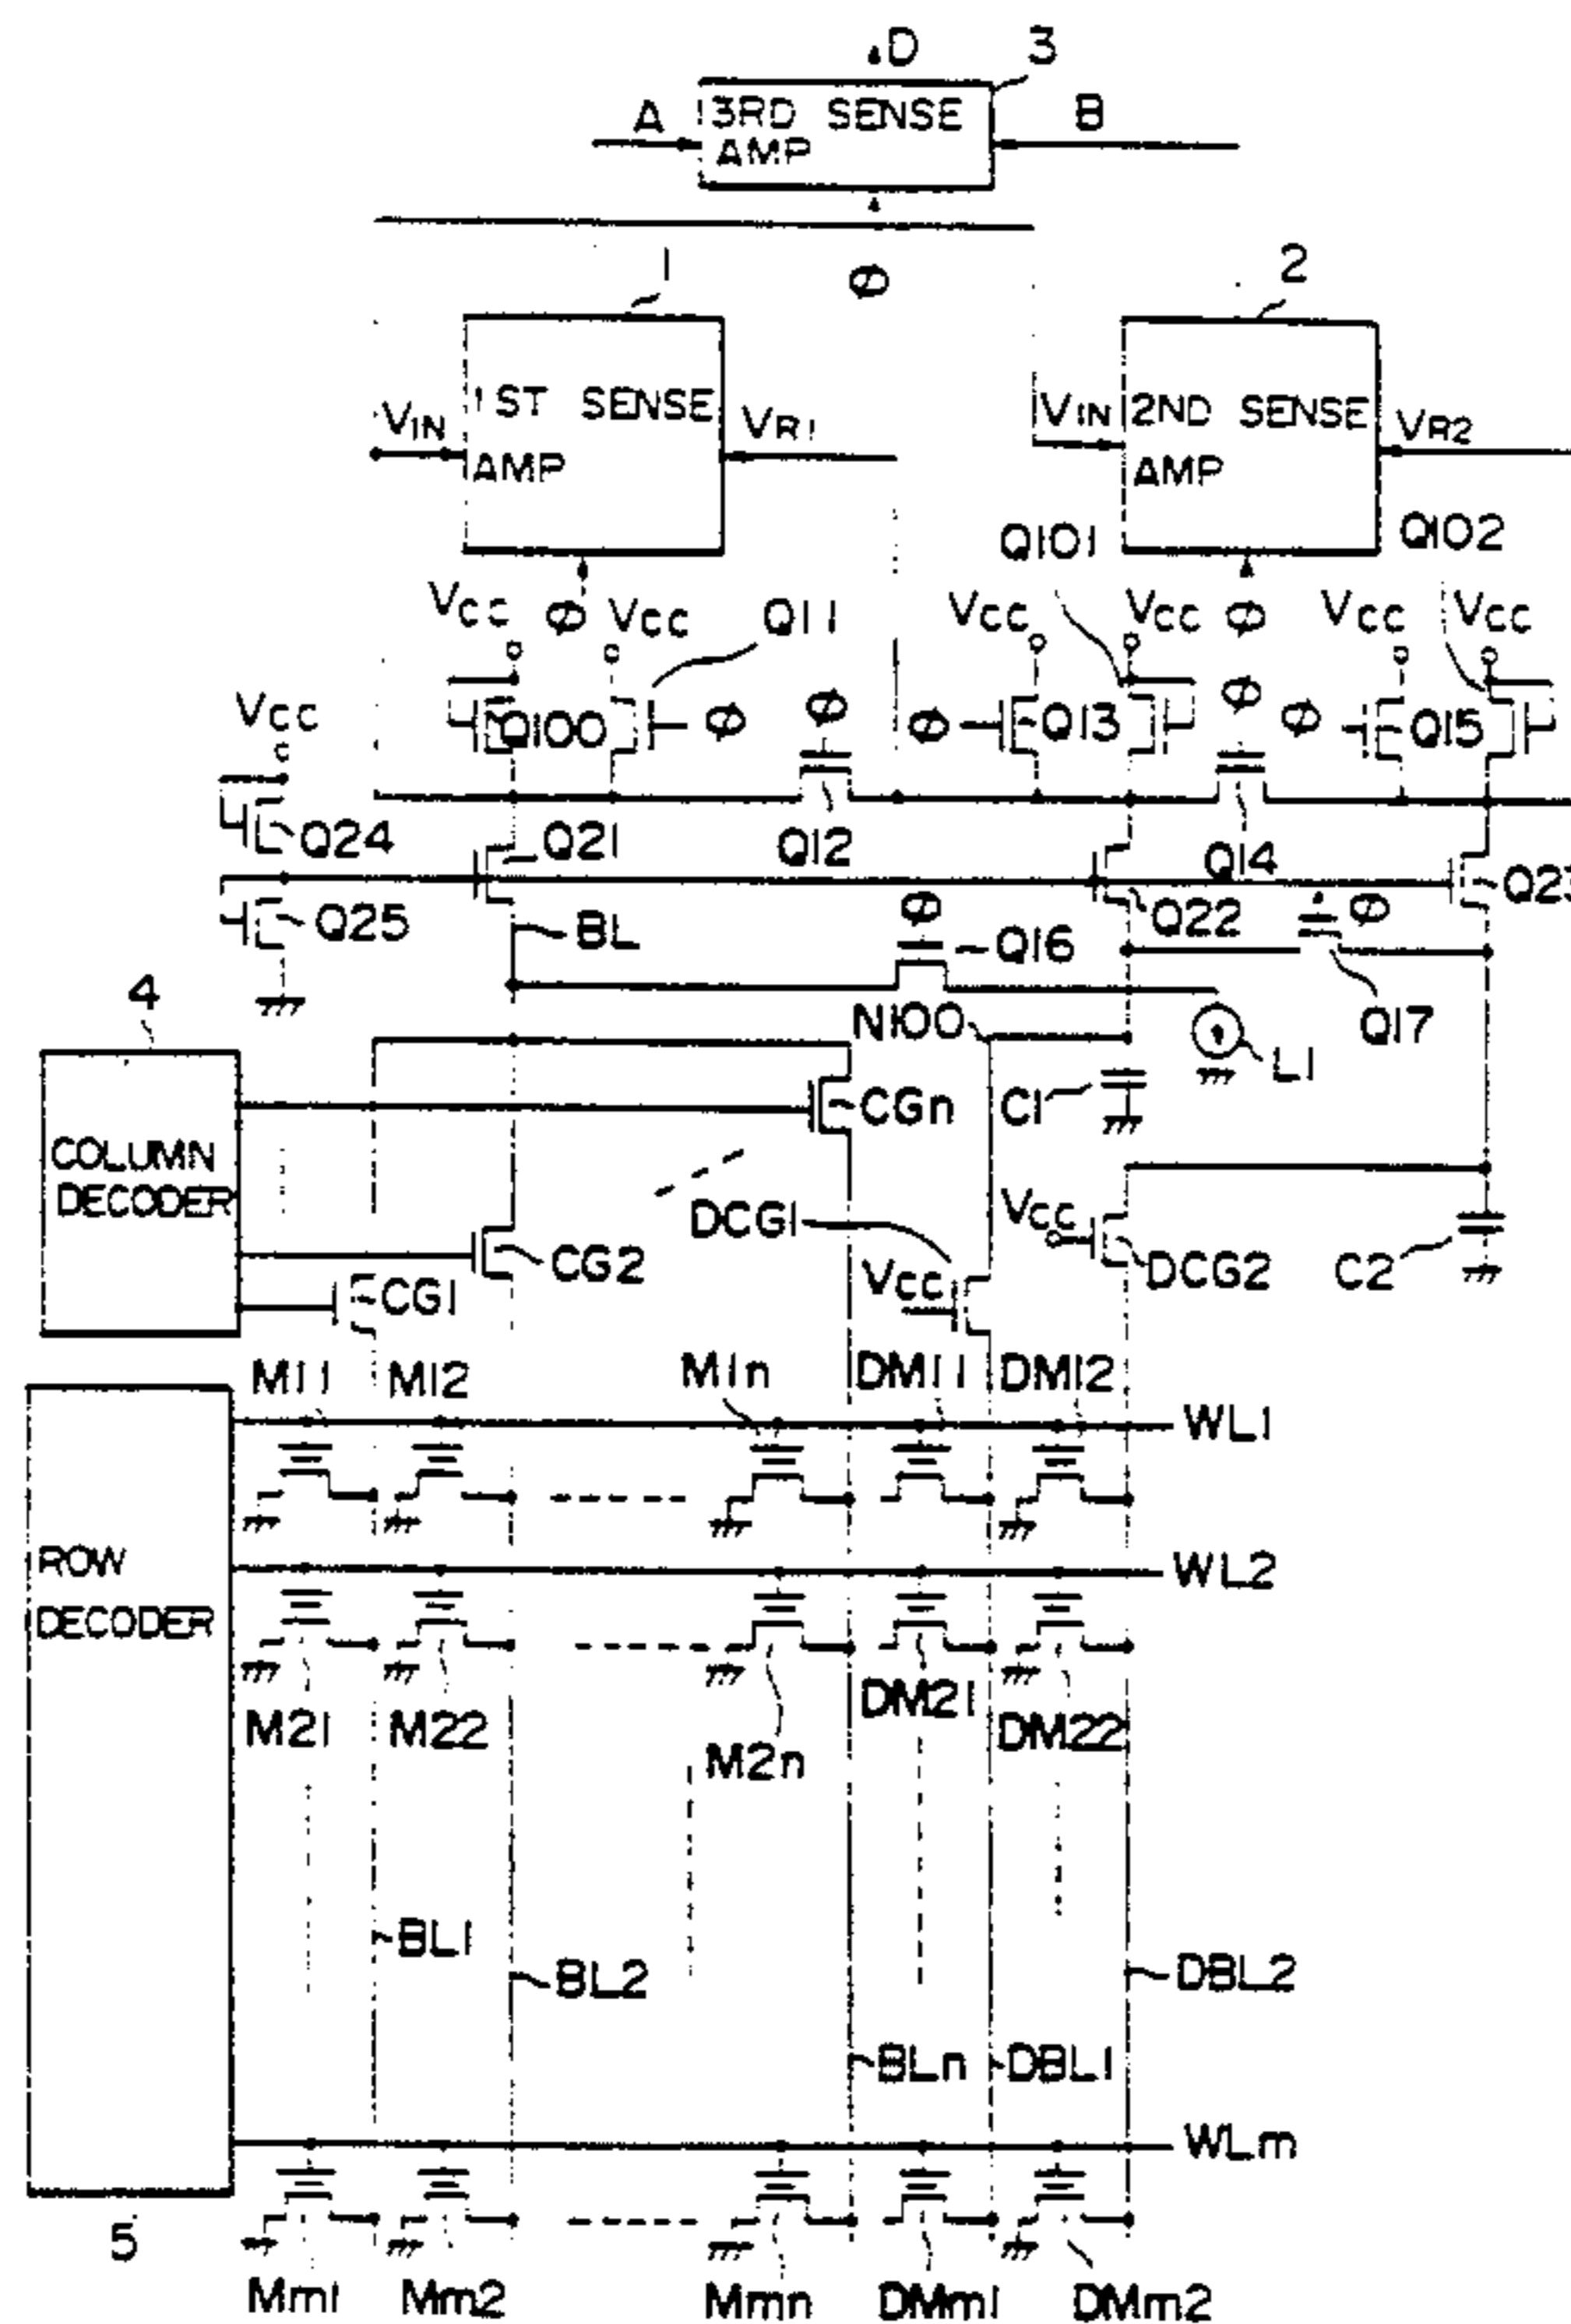 D 3
A 3RD SENSE B
AMP
1 Ø 2
VIN 1ST SENSE VR1 VIN 2ND SENSE VR2
AMP AMP
Q101 Q102
VCC Ø VCC Q11 VCC VCC Ø VCC VCC
VCC Q100 Ø Ø Ø Q13 Ø Ø Q15
Q24 Q21 Q12 Q14 Q23
Q25 BL Ø Q16 Q22 Ø
4 N100 L1 Q17
CGn C1
COLUMN
DECODER DCG1 VCC
CG2 VCC DCG2 C2
CG1
M11 M12 M1n DM11 DM12
WL1
ROW WL2
DECODER
M21 M22 M2n DM21 DM22
BL1 BL2 DBL2
BLn DBL1
WLm
5
Mm1 Mm2 Mmn DMm1 DMm2